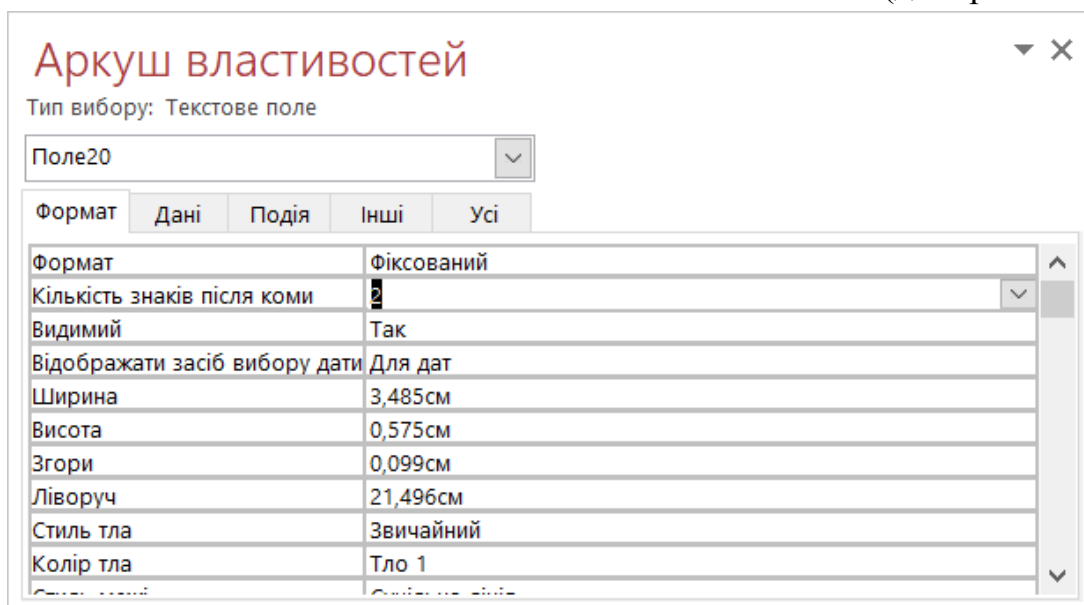 Аркуш властивостей
Тип вибору: Текстове поле
Поле20
Формат Дані Подія Інші Усі
Формат Фіксований
Кількість знаків після коми 2
Видимий Так
Відображати засіб вибору дати Для дат
Ширина 3,485см
Висота 0,575см
Згори 0,099см
Ліворуч 21,496см
Стиль тла Звичайний
Колір тла Тло 1